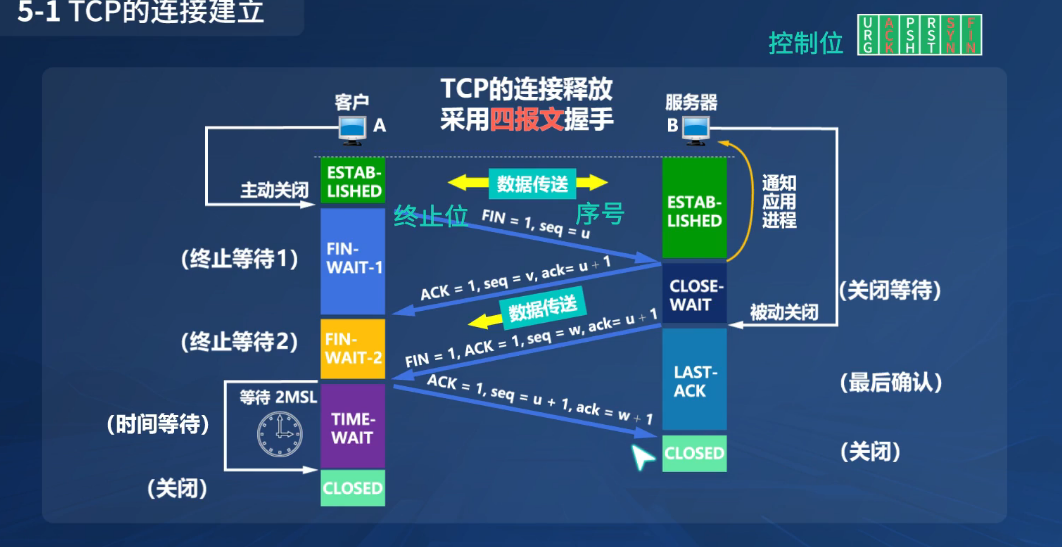 5-1 TCP的连接建立
控制位
URG ACK PSH RST SYN FIN
TCP的连接释放
采用四报文握手
客户
A
服务器
B
主动关闭
ESTAB-
LISHED
数据传送
ESTAB-
LISHED
通知
应用
进程
终止位
FIN = 1, seq = u
序号
(终止等待1)
FIN-
WAIT-1
ACK = 1, seq = v, ack= u + 1
CLOSE-
WAIT
(关闭等待)
数据传送
被动关闭
(终止等待2)
FIN-
WAIT-2
FIN = 1, ACK = 1, seq = w, ack= u + 1
LAST-
ACK
(最后确认)
等待 2MSL
ACK = 1, seq = u + 1, ack = w + 1
(时间等待)
TIME-
WAIT
CLOSED
(关闭)
(关闭)
CLOSED